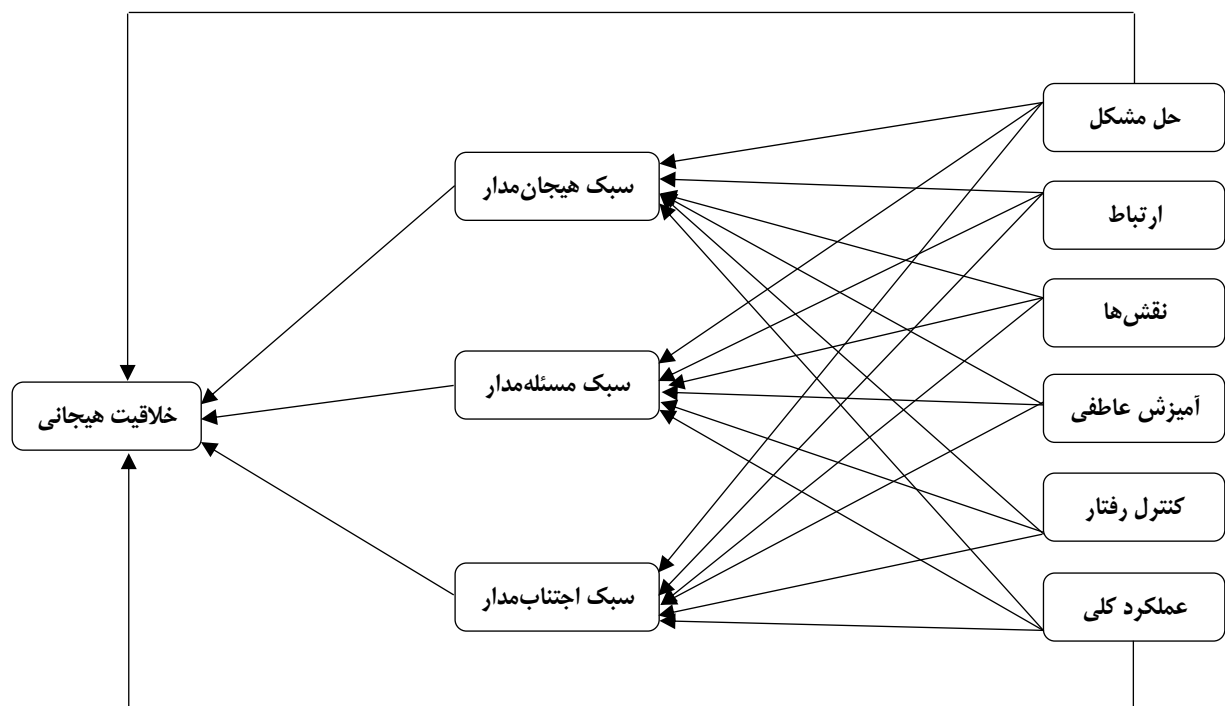 حل مشکل
ارتباط
نقش‌ها
آمیزش عاطفی
کنترل رفتار
عملکرد کلی
سبک هیجان‌مدار
سبک مسئله‌مدار
سبک اجتناب‌مدار
خلاقیت هیجانی